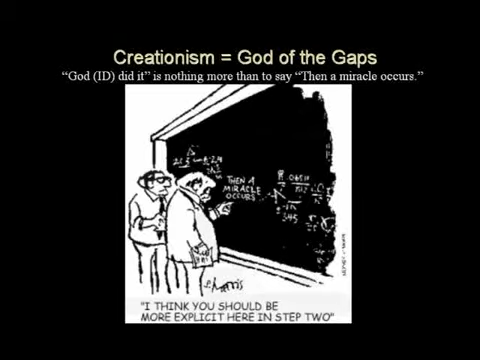 Creationism = God of the Gaps
“God (ID) did it” is nothing more than to say “Then a miracle occurs.”
THEN A
MIRACLE
OCCURS
S. Harris
"I THINK YOU SHOULD BE
MORE EXPLICIT HERE IN STEP TWO"